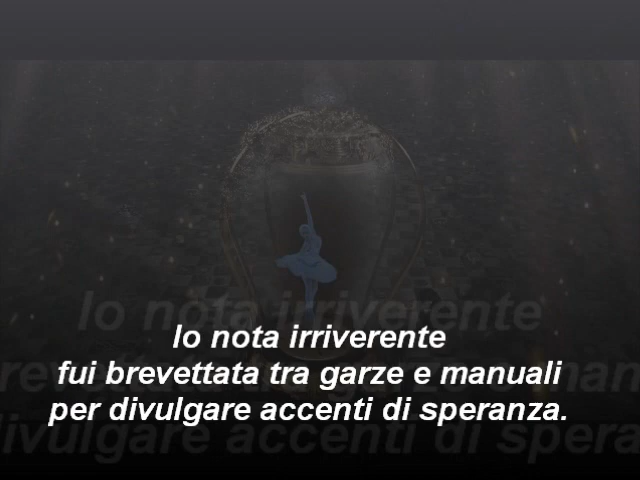 Io nota irriverente
fui brevettata tra garze e manuali
per divulgare accenti di speranza.